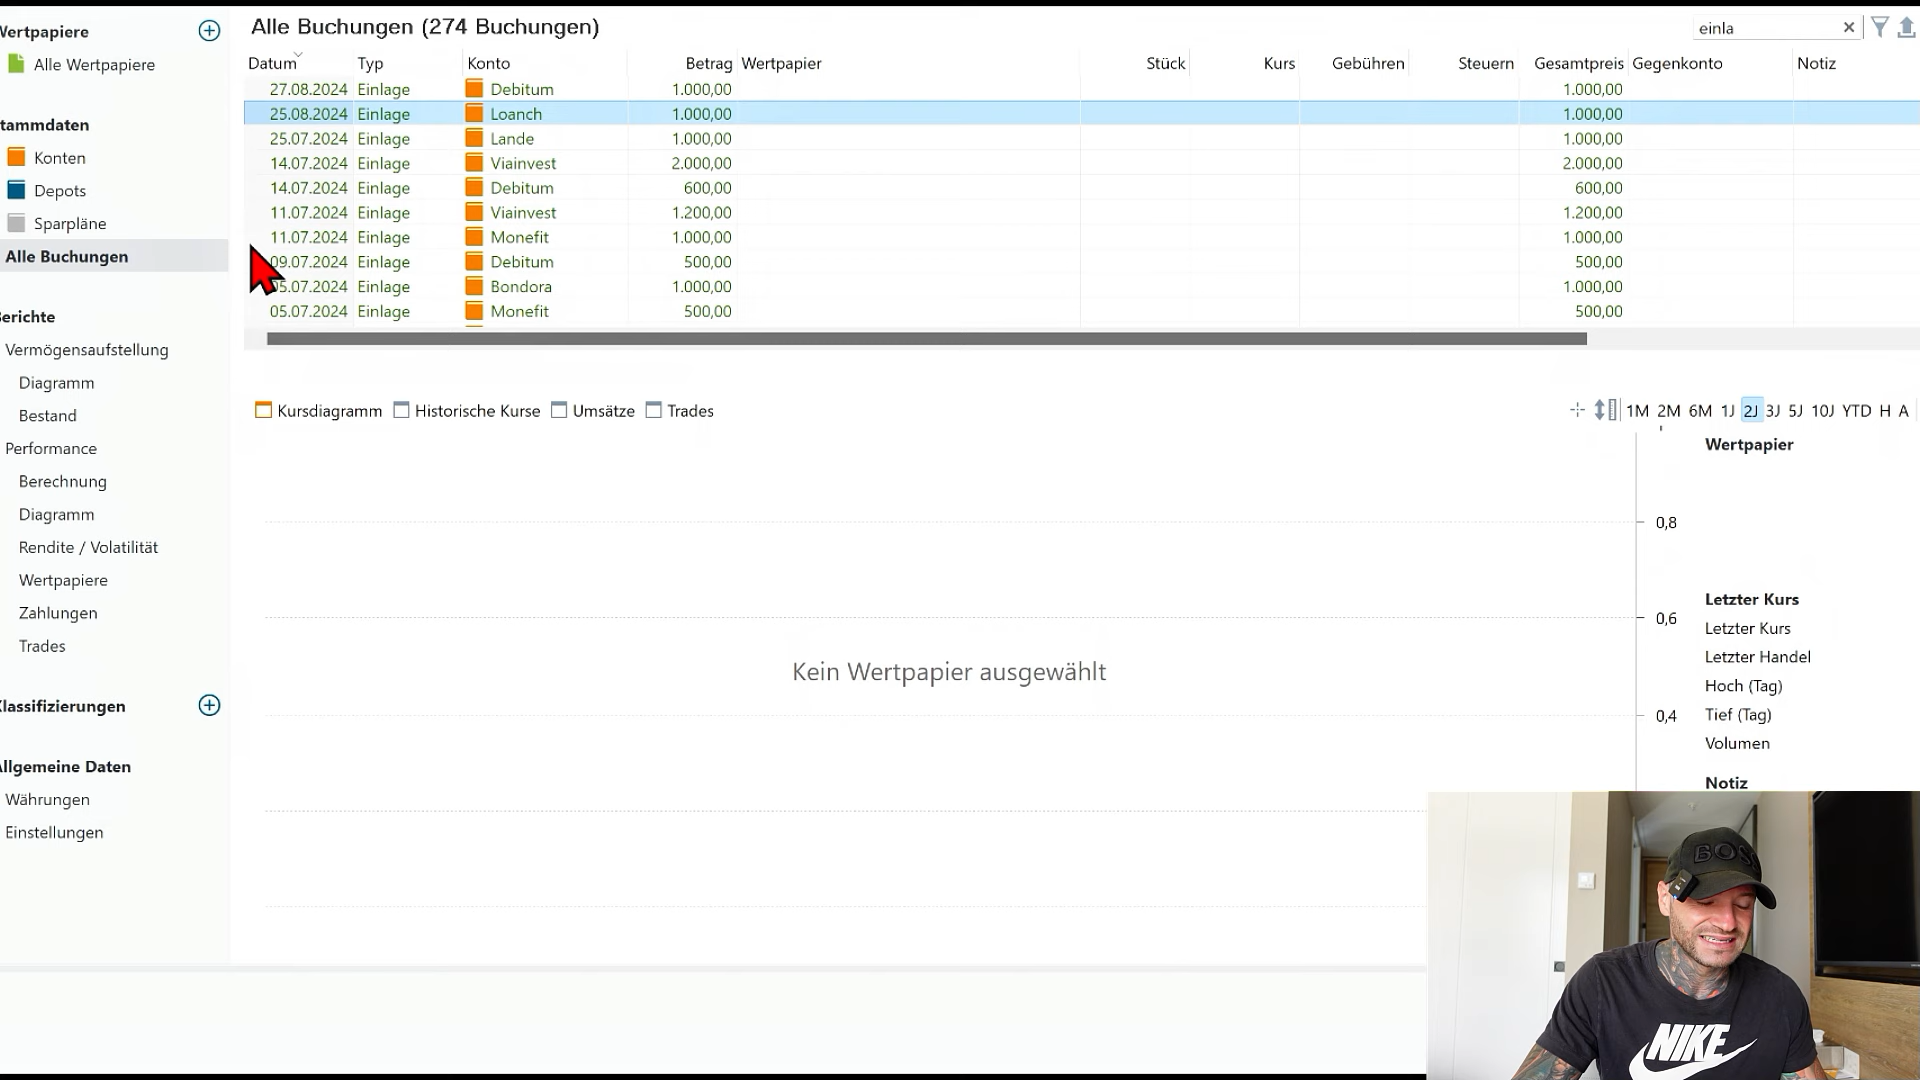 Wertpapiere
Alle Wertpapiere
Stammdaten
Konten
Depots
Sparpläne
Alle Buchungen
Berichte
Vermögensaufstellung
Diagramm
Bestand
Performance
Berechnung
Diagramm
Rendite / Volatilität
Wertpapiere
Zahlungen
Trades
Klassifizierungen
Allgemeine Daten
Währungen
Einstellungen
Alle Buchungen (274 Buchungen)
einla
Datum Typ Konto Betrag Wertpapier Stück Kurs Gebühren Steuern Gesamtpreis Gegenkonto Notiz
27.08.2024 Einlage Debitum 1.000,00 1.000,00
25.08.2024 Einlage Loanch 1.000,00 1.000,00
25.07.2024 Einlage Lande 1.000,00 1.000,00
14.07.2024 Einlage Viainvest 2.000,00 2.000,00
14.07.2024 Einlage Debitum 600,00 600,00
11.07.2024 Einlage Viainvest 1.200,00 1.200,00
11.07.2024 Einlage Monefit 1.000,00 1.000,00
09.07.2024 Einlage Debitum 500,00 500,00
05.07.2024 Einlage Bondora 1.000,00 1.000,00
05.07.2024 Einlage Monefit 500,00 500,00
Kursdiagramm Historische Kurse Umsätze Trades
1M 2M 6M 1J 2J 3J 5J 10J YTD H A
0,8
0,6
0,4
Kein Wertpapier ausgewählt
Wertpapier
Letzter Kurs
Letzter Kurs
Letzter Handel
Hoch (Tag)
Tief (Tag)
Volumen
Notiz
BOSS
NIKE